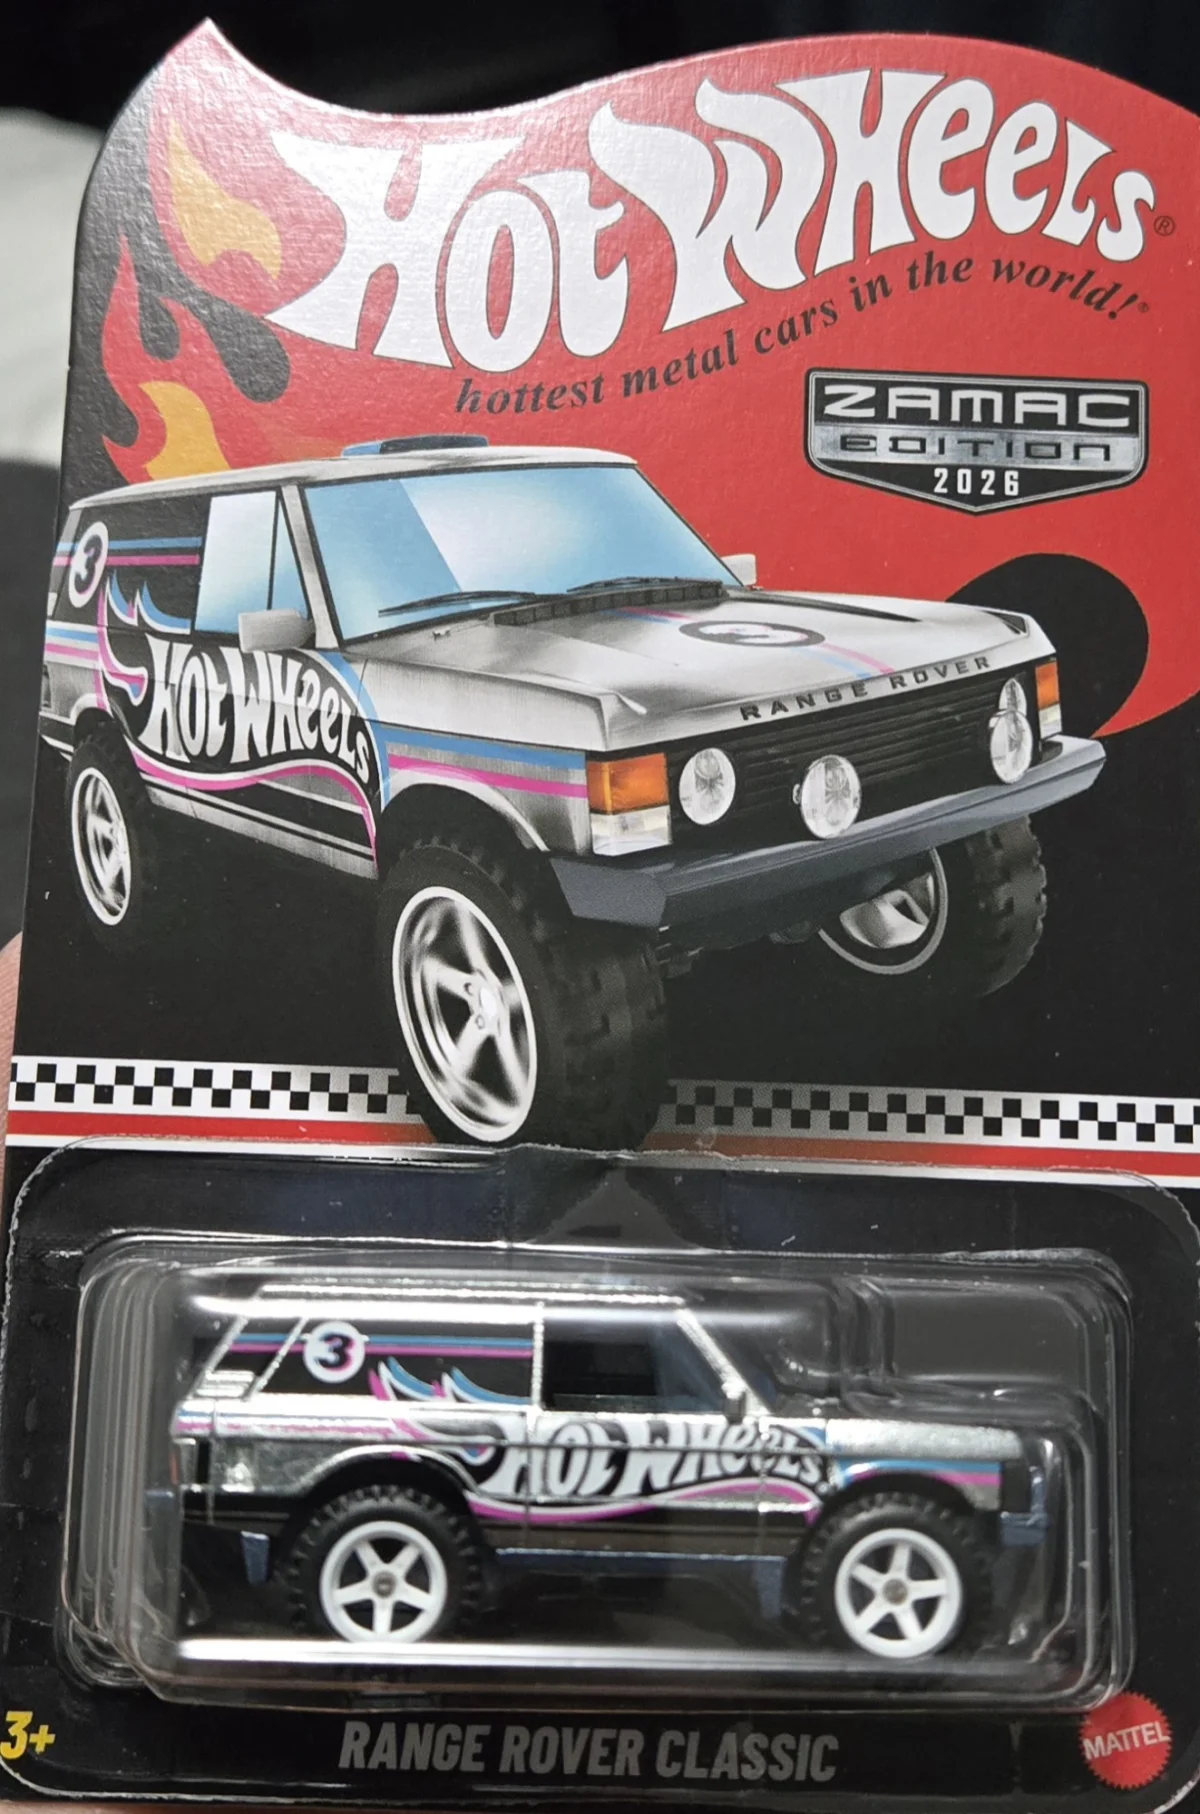 HOT WHEELS®
hottest metal cars in the world!
ZAMAC
EDITION
2026
3
HOT WHEELS
RANGE ROVER
3
HOT WHEELS
3+
RANGE ROVER CLASSIC
MATTEL